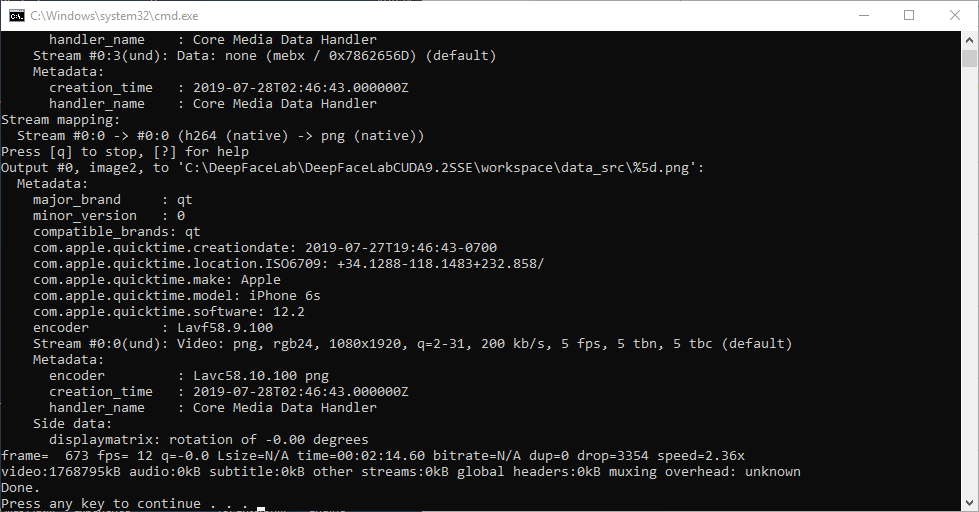 C:\Windows\system32\cmd.exe
handler_name    : Core Media Data Handler
Stream #0:3(und): Data: none (mebx / 0x7862656D) (default)
Metadata:
creation_time   : 2019-07-28T02:46:43.000000Z
handler_name    : Core Media Data Handler
Stream mapping:
Stream #0:0 -> #0:0 (h264 (native) -> png (native))
Press [q] to stop, [?] for help
Output #0, image2, to 'C:\DeepFaceLab\DeepFaceLabCUDA9.2SSE\workspace\data_src\%5d.png':
Metadata:
major_brand     : qt
minor_version   : 0
compatible_brands: qt
com.apple.quicktime.creationdate: 2019-07-27T19:46:43-0700
com.apple.quicktime.location.ISO6709: +34.1288-118.1483+232.858/
com.apple.quicktime.make: Apple
com.apple.quicktime.model: iPhone 6s
com.apple.quicktime.software: 12.2
encoder         : Lavf58.9.100
Stream #0:0(und): Video: png, rgb24, 1080x1920, q=2-31, 200 kb/s, 5 fps, 5 tbn, 5 tbc (default)
Metadata:
encoder         : Lavc58.10.100 png
creation_time   : 2019-07-28T02:46:43.000000Z
handler_name    : Core Media Data Handler
Side data:
displaymatrix: rotation of -0.00 degrees
frame=  673 fps= 12 q=-0.0 Lsize=N/A time=00:02:14.60 bitrate=N/A dup=0 drop=3354 speed=2.36x
video:1768795kB audio:0kB subtitle:0kB other streams:0kB global headers:0kB muxing overhead: unknown
Done.
Press any key to continue . . .